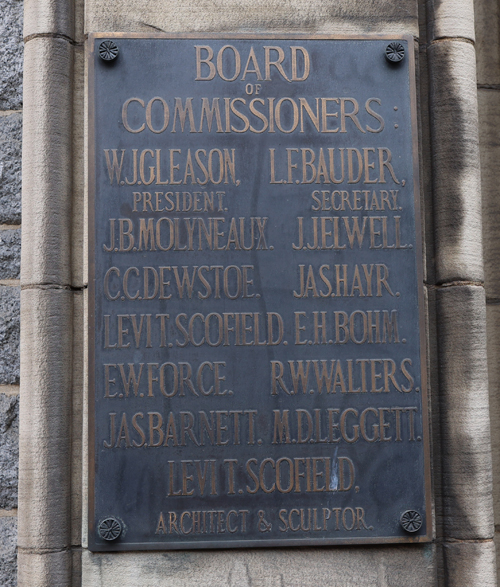 BOARD
OF
COMMISSIONERS:
W.J.GLEASON, L.F.BAUDER,
PRESIDENT. SECRETARY.
J.B.MOLYNEAUX. J.J.ELWELL.
C.C.DEWSTOE. JAS.HAYR.
LEVI T.SCOFIELD. E.H.BOHM.
E.W.FORCE. R.W.WALTERS.
JAS.BARNETT. M.D.LEGGETT.
LEVI T.SCOFIELD.
ARCHITECT & SCULPTOR.